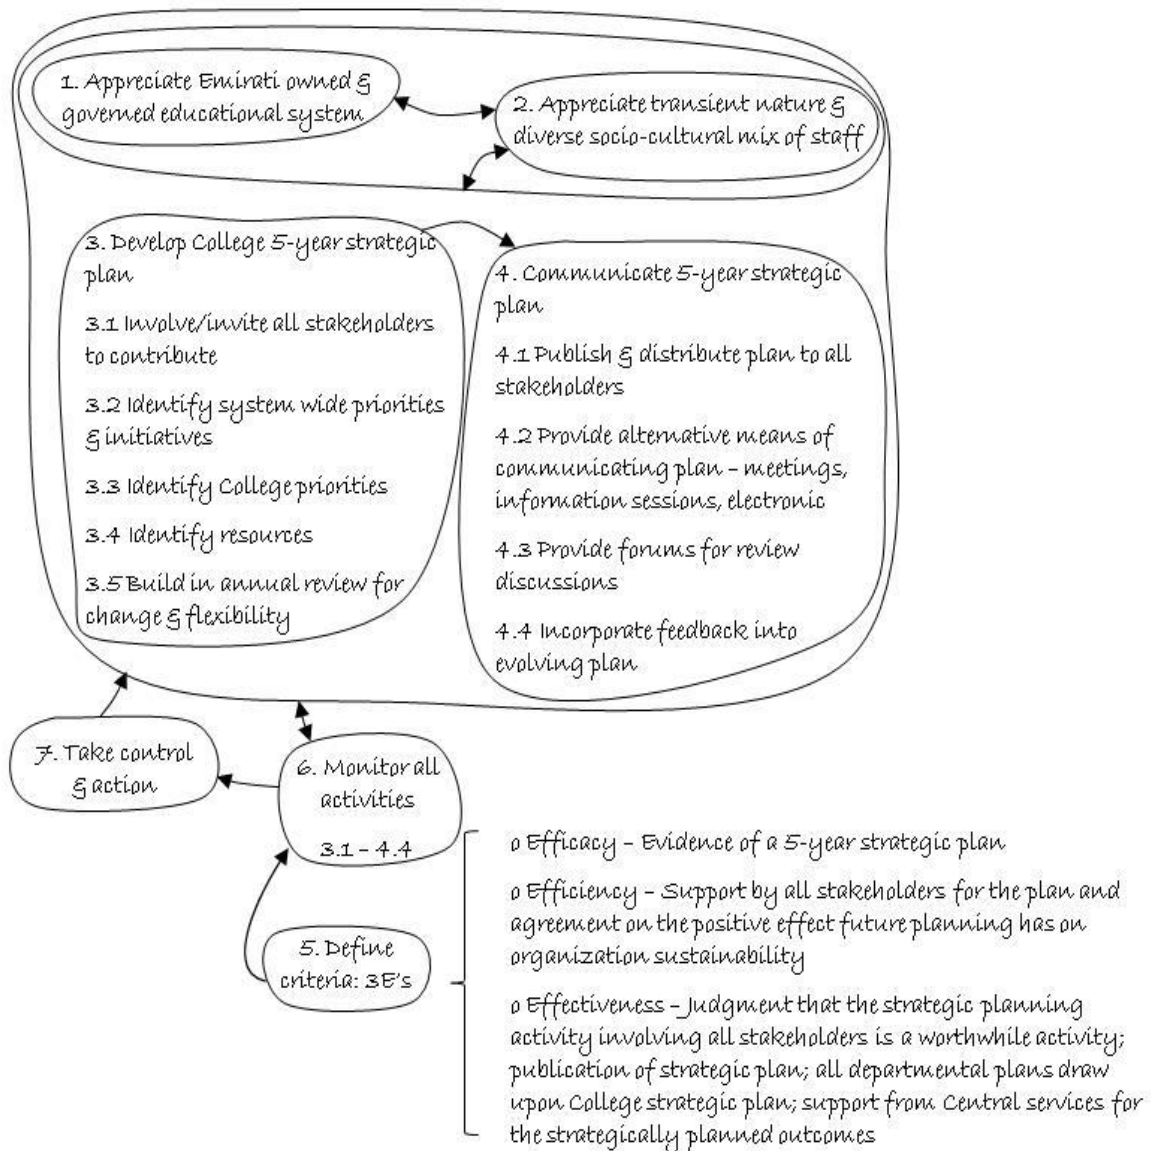 1. Appreciate Emirati owned &
governed educational system
2. Appreciate transient nature &
diverse socio-cultural mix of staff
3. Develop College 5-year strategic
plan
3.1 Involve/invite all stakeholders
to contribute
3.2 Identify system wide priorities
& initiatives
3.3 Identify College priorities
3.4 Identify resources
3.5 Build in annual review for
change & flexibility
4. Communicate 5-year strategic
plan
4.1 Publish & distribute plan to all
stakeholders
4.2 Provide alternative means of
communicating plan – meetings,
information sessions, electronic
4.3 Provide forums for review
discussions
4.4 Incorporate feedback into
evolving plan
7. Take control
& action
6. Monitor all
activities
3.1 – 4.4
5. Define
criteria: 3E's
o Efficacy – Evidence of a 5-year strategic plan
o Efficiency – Support by all stakeholders for the plan and
agreement on the positive effect future planning has on
organization sustainability
o Effectiveness – Judgment that the strategic planning
activity involving all stakeholders is a worthwhile activity;
publication of strategic plan; all departmental plans draw
upon College strategic plan; support from Central services for
the strategically planned outcomes